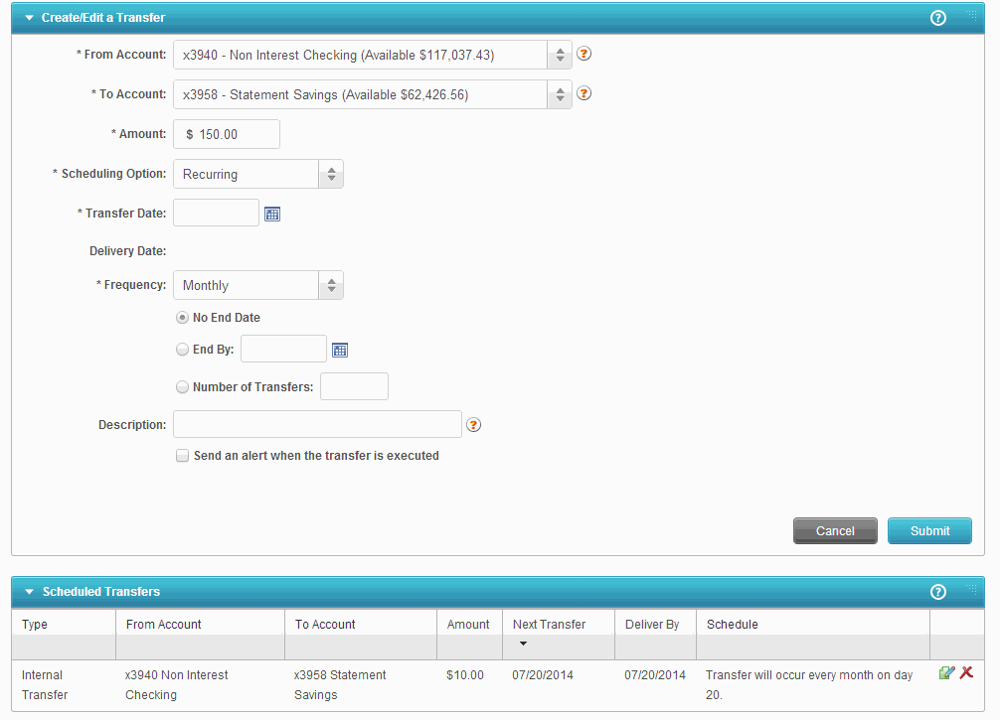 Create/Edit a Transfer
* From Account: x3940 - Non Interest Checking (Available $117,037.43)
* To Account: x3958 - Statement Savings (Available $62,426.56)
* Amount: $ 150.00
* Scheduling Option: Recurring
* Transfer Date:
Delivery Date:
* Frequency: Monthly
No End Date
End By:
Number of Transfers:
Description:
Send an alert when the transfer is executed
Cancel Submit
Scheduled Transfers
Type From Account To Account Amount Next Transfer Deliver By Schedule
Internal x3940 Non Interest x3958 Statement $10.00 07/20/2014 07/20/2014 Transfer will occur every month on day
Transfer Checking Savings 20.